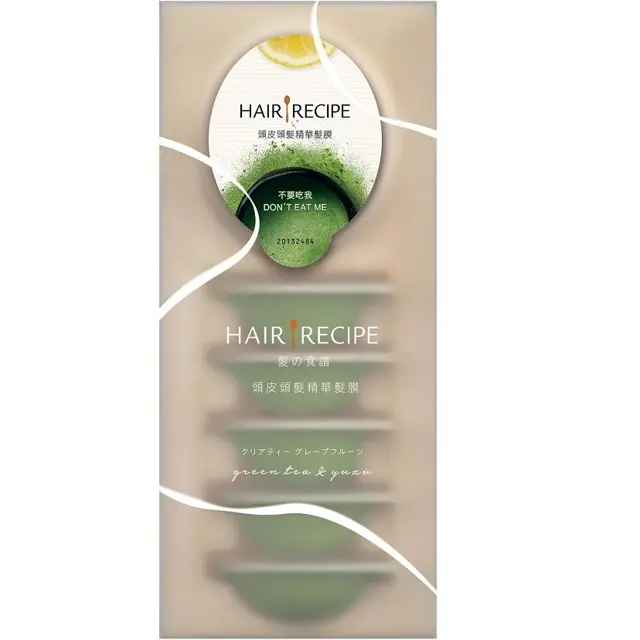 HAIR RECIPE
頭皮頭髮精華髮膜
不要吃我
DON'T EAT ME
20132484
HAIR RECIPE
髪の食譜
頭皮頭髮精華髮膜
クリアティー グレープフルーツ
green tea & yuzu